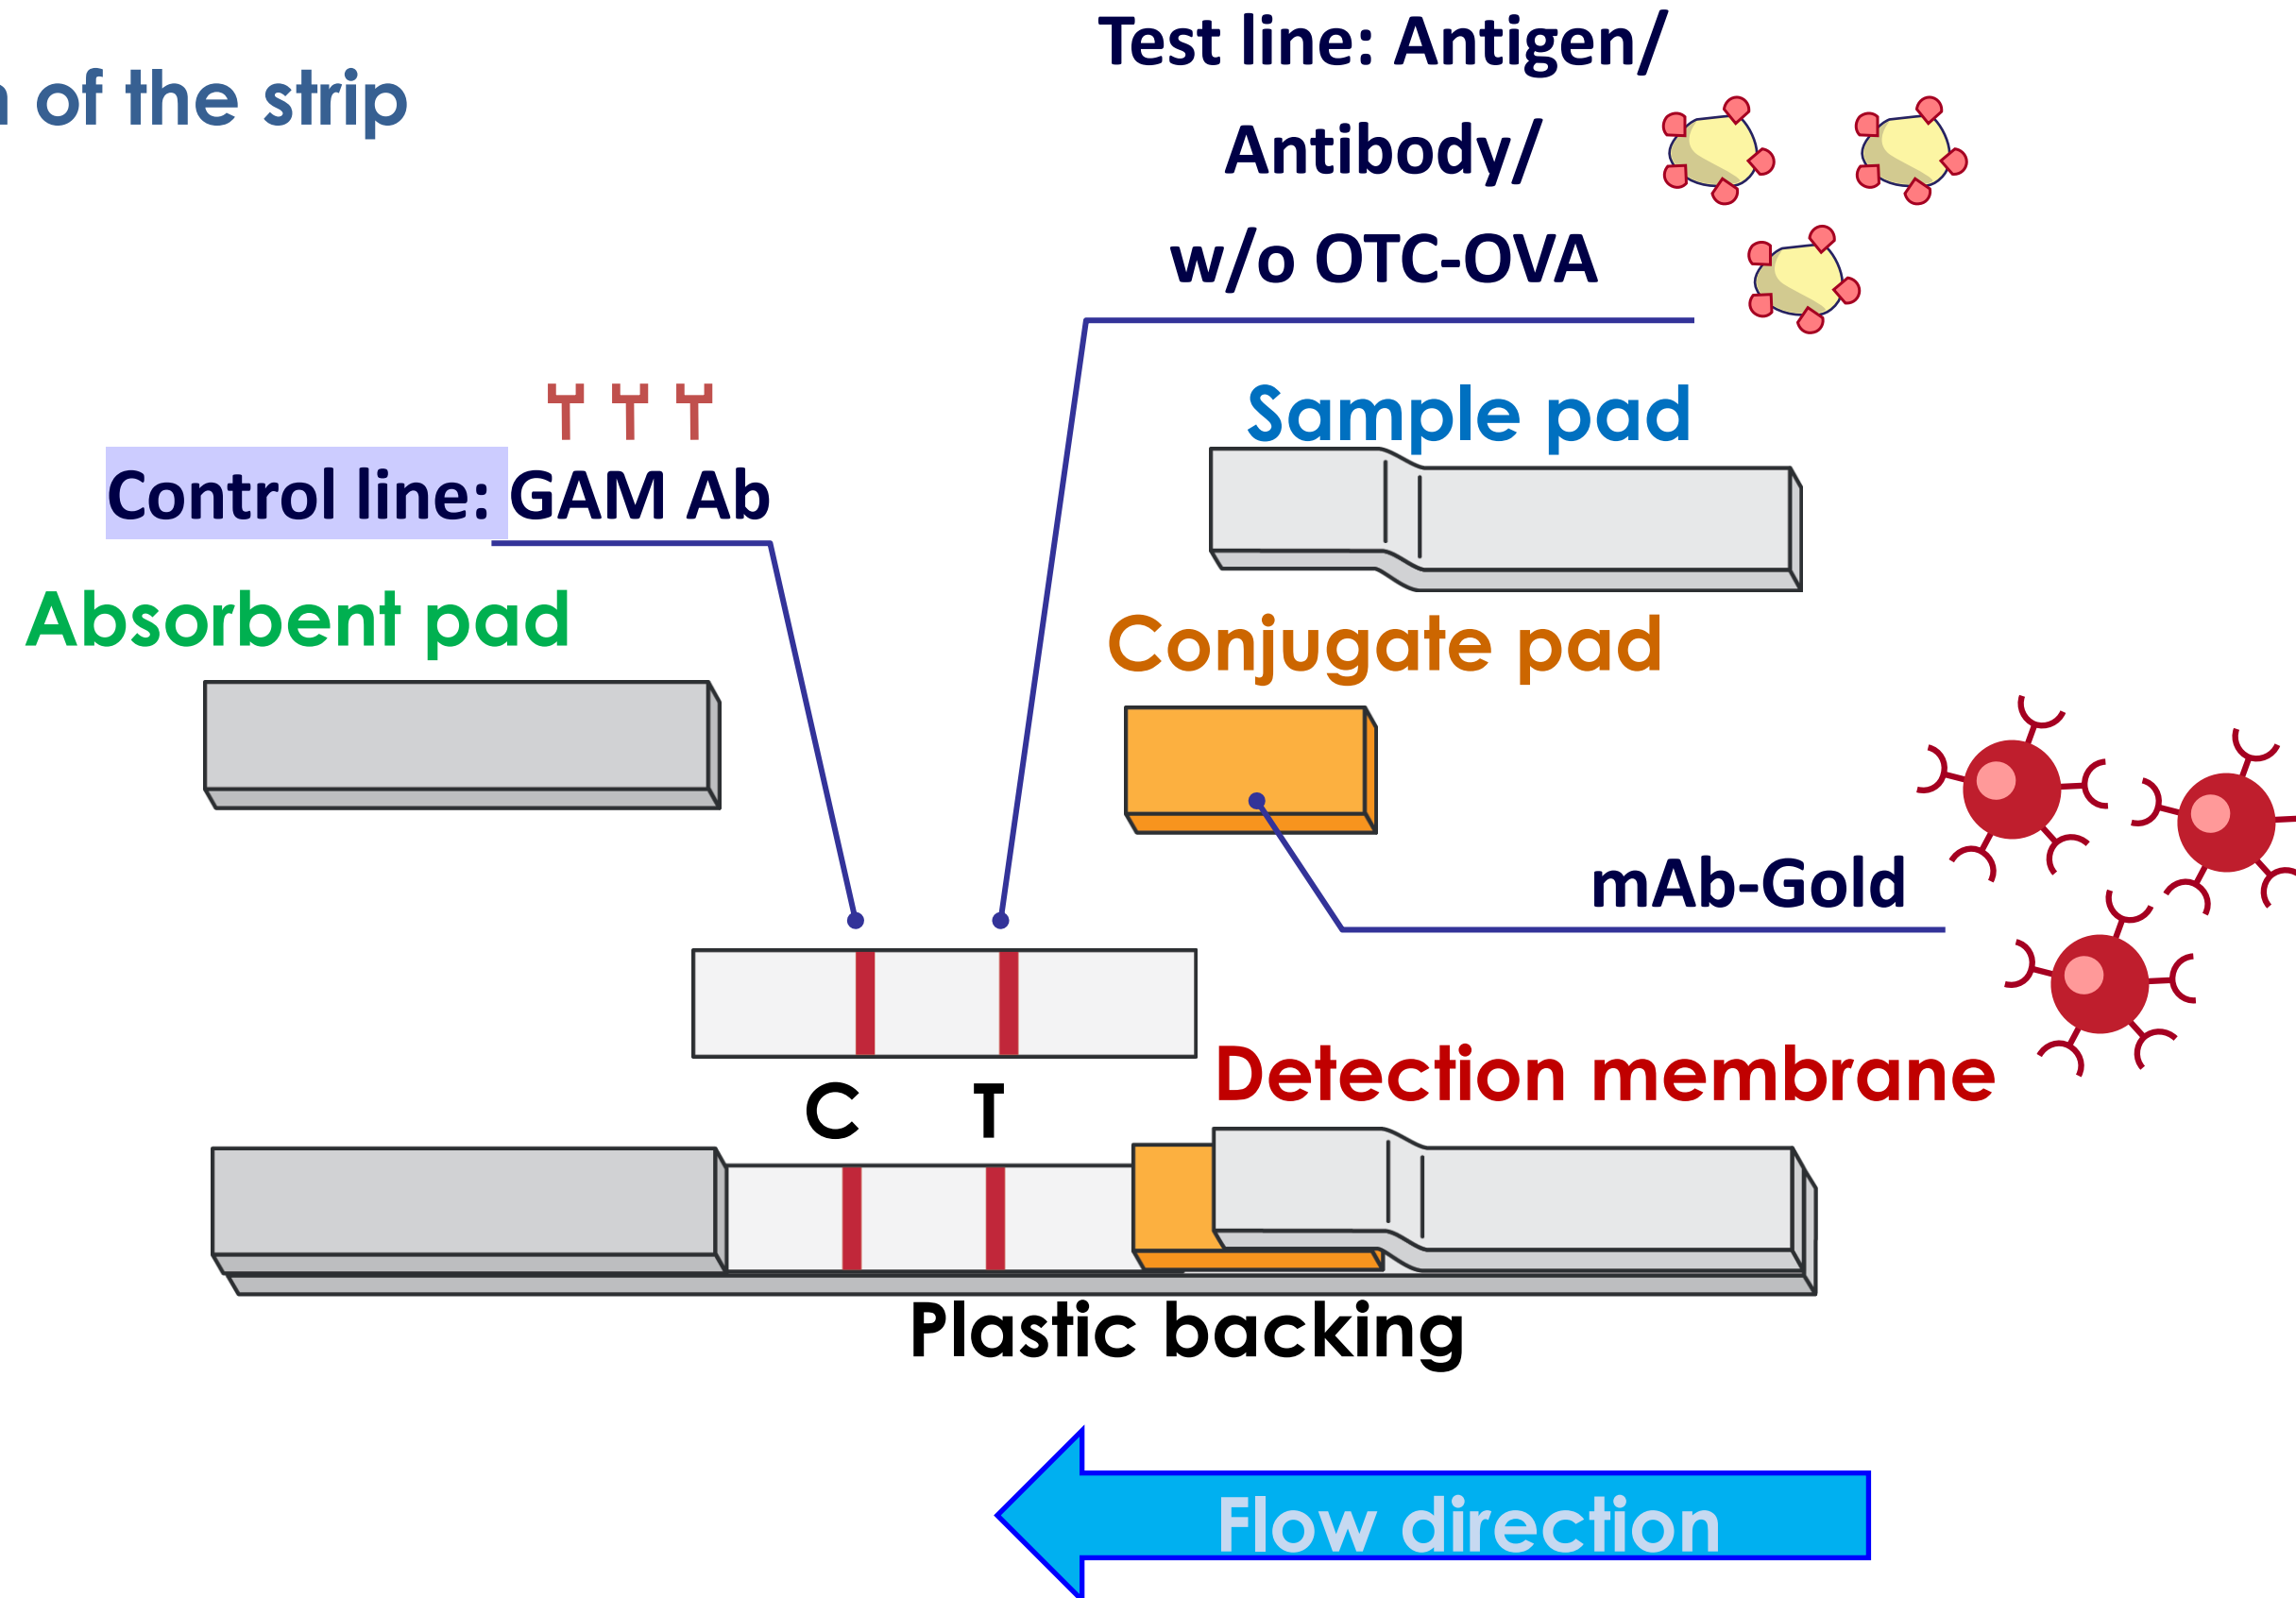 of the strip
Test line: Antigen/
Antibody/
w/o OTC-OVA
Sample pad
Control line: GAM Ab
Absorbent pad
Conjugate pad
mAb-Gold
Detection membrane
C T
Plastic backing
Flow direction